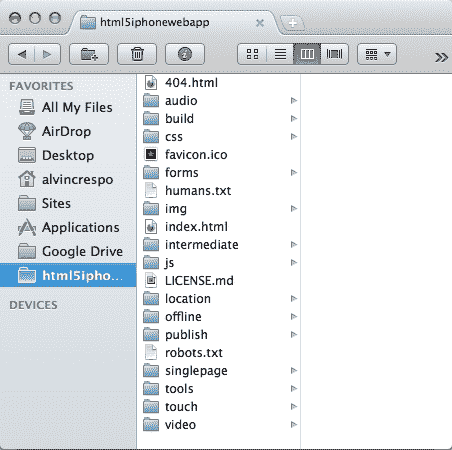 html5iphonewebapp
FAVORITES
All My Files
AirDrop
Desktop
alvincrespo
Sites
Applications
Google Drive
html5ipho...
DEVICES
404.html
audio
build
css
favicon.ico
forms
humans.txt
img
index.html
intermediate
js
LICENSE.md
location
offline
publish
robots.txt
singlepage
tools
touch
video